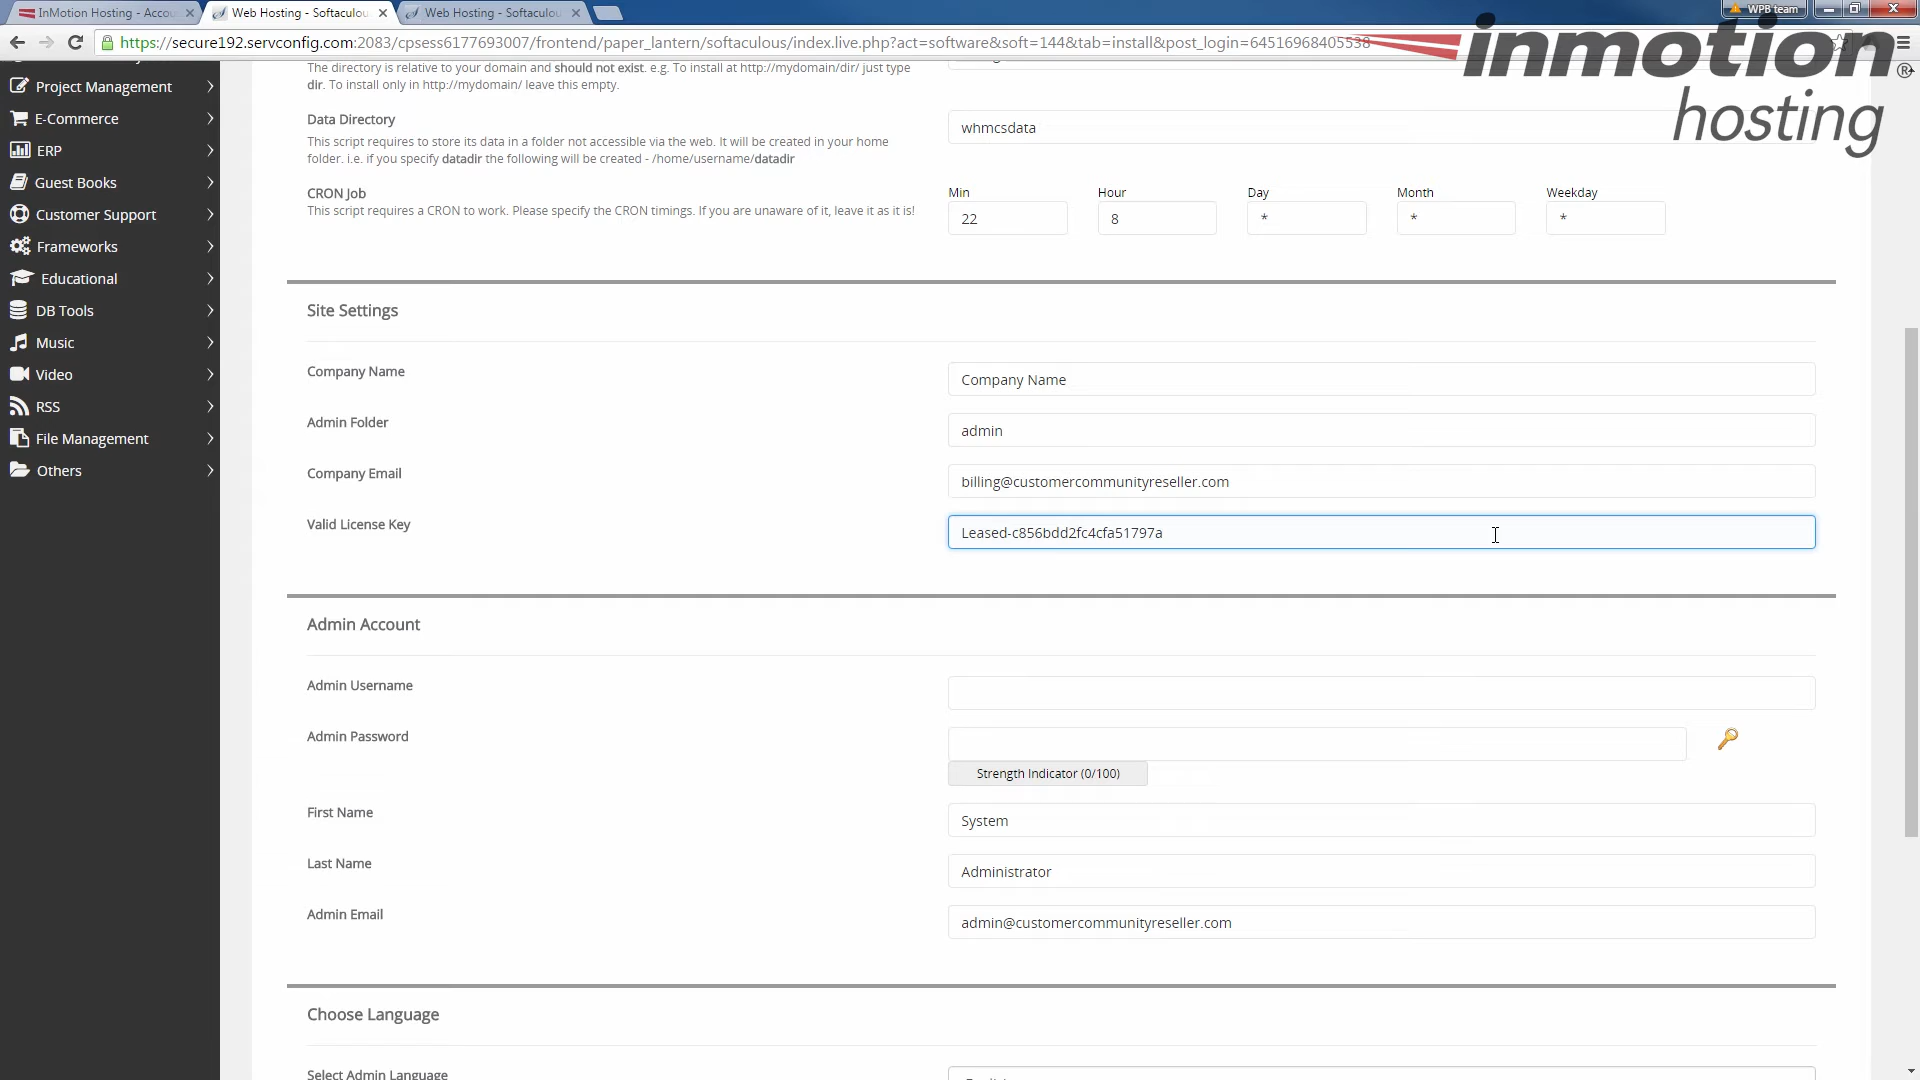 InMotion Hosting - Accou
Web Hosting - Softaculou
Web Hosting - Softaculou
WPB team
https://secure192.servconfig.com:2083/cpsess6177693007/frontend/paper_lantern/softaculous/index.live.php?act=software&soft=144&tab=install&post_login=64516968405538
inmotion
hosting
Project Management
E-Commerce
ERP
Guest Books
Customer Support
Frameworks
Educational
DB Tools
Music
Video
RSS
File Management
Others
The directory is relative to your domain and should not exist. e.g. To install at http://mydomain/dir/ just type
dir. To install only in http://mydomain/ leave this empty.
Data Directory
This script requires to store its data in a folder not accessible via the web. It will be created in your home
folder. i.e. if you specify datadir the following will be created - /home/username/datadir
whmcsdata
CRON Job
This script requires a CRON to work. Please specify the CRON timings. If you are unaware of it, leave it as it is!
Min Hour Day Month Weekday
22 8 * * *
Site Settings
Company Name
Company Name
Admin Folder
admin
Company Email
billing@customercommunityreseller.com
Valid License Key
Leased-c856bdd2fc4cfa51797a
Admin Account
Admin Username
Admin Password
Strength Indicator (0/100)
First Name
System
Last Name
Administrator
Admin Email
admin@customercommunityreseller.com
Choose Language
Select Admin Language